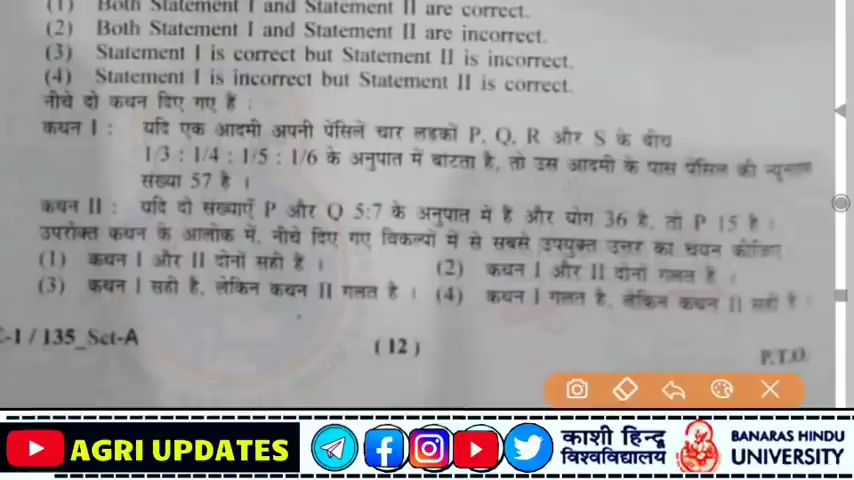 (1) Both Statement I and Statement II are correct.
(2) Both Statement I and Statement II are incorrect.
(3) Statement I is correct but Statement II is incorrect.
(4) Statement I is incorrect but Statement II is correct.
नीचे दो कथन दिए गए हैं :
कथन I : यदि एक आदमी अपनी पेंसिलें चार लड़कों P, Q, R और S के बीच
1/3 : 1/4 : 1/5 : 1/6 के अनुपात में बांटता है, तो उस आदमी के पास पेंसिल की न्यूनतम
संख्या 57 है ।
कथन II : यदि दो संख्याएँ P और Q 5:7 के अनुपात में हैं और योग 36 है, तो P 15 है ।
उपरोक्त कथन के आलोक में, नीचे दिए गए विकल्पों में से सबसे उपयुक्त उत्तर का चयन कीजिए
(1) कथन I और II दोनों सही है । (2) कथन I और II दोनों गलत है ।
(3) कथन I सही है, लेकिन कथन II गलत है । (4) कथन I गलत है, लेकिन कथन II सही है ।
-1 / 135_Set-A (12) P.T.O.
AGRI UPDATES काशी हिन्दू विश्वविद्यालय BANARAS HINDU UNIVERSITY